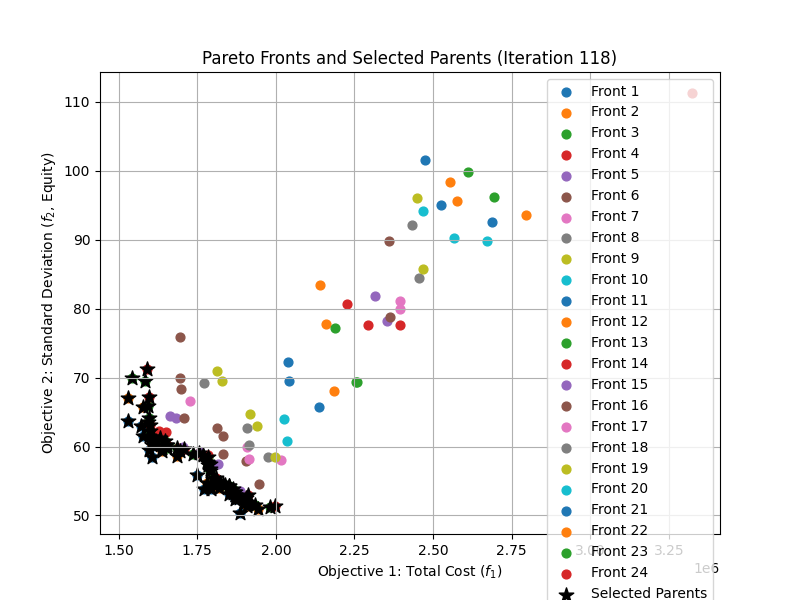 Pareto Fronts and Selected Parents (Iteration 118)
Objective 2: Standard Deviation (f₂, Equity)
110
100
90
80
70
60
50
1.50 1.75 2.00 2.25 2.50 2.75 3.00 3.25
1e6
Objective 1: Total Cost (f₁)
Front 1
Front 2
Front 3
Front 4
Front 5
Front 6
Front 7
Front 8
Front 9
Front 10
Front 11
Front 12
Front 13
Front 14
Front 15
Front 16
Front 17
Front 18
Front 19
Front 20
Front 21
Front 22
Front 23
Front 24
Selected Parents